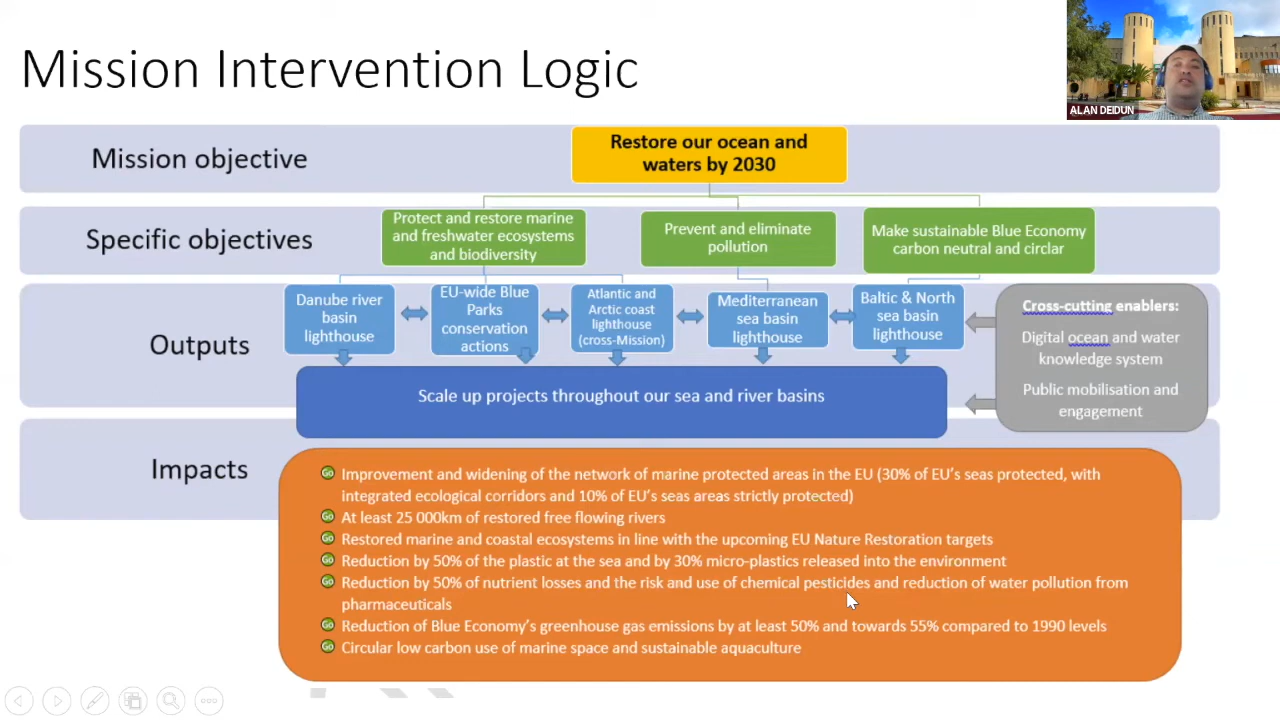 Mission Intervention Logic
ALAN DEIDUN
Mission objective
Restore our ocean and
waters by 2030
Specific objectives
Protect and restore marine
and freshwater ecosystems
and biodiversity
Prevent and eliminate
pollution
Make sustainable Blue Economy
carbon neutral and circlar
Outputs
Danube river
basin
lighthouse
EU-wide Blue
Parks
conservation
actions
Atlantic and
Arctic coast
lighthouse
(cross-Mission)
Mediterranean
sea basin
lighthouse
Baltic & North
sea basin
lighthouse
Cross-cutting enablers:
Digital ocean and water
knowledge system
Public mobilisation and
engagement
Scale up projects throughout our sea and river basins
Impacts
Go Improvement and widening of the network of marine protected areas in the EU (30% of EU's seas protected, with
integrated ecological corridors and 10% of EU's seas areas strictly protected)
Go At least 25 000km of restored free flowing rivers
Go Restored marine and coastal ecosystems in line with the upcoming EU Nature Restoration targets
Go Reduction by 50% of the plastic at the sea and by 30% micro-plastics released into the environment
Go Reduction by 50% of nutrient losses and the risk and use of chemical pesticides and reduction of water pollution from
pharmaceuticals
Go Reduction of Blue Economy's greenhouse gas emissions by at least 50% and towards 55% compared to 1990 levels
Go Circular low carbon use of marine space and sustainable aquaculture